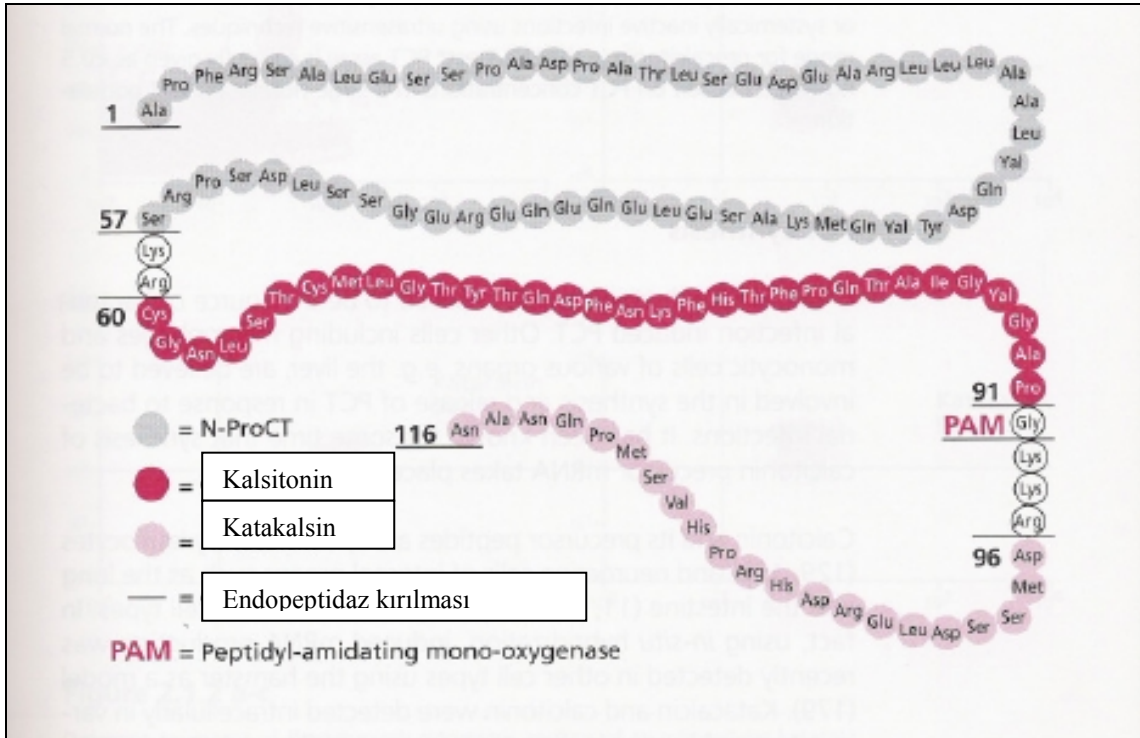 1 Ala Pro Phe Arg Ser Ala Leu Glu Ser Ser Pro Ala Asp Pro Ala Thr Leu Ser Glu Asp Glu Ala Arg Leu Leu Leu Ala
Ala
Leu
Val
Gln
Asp Tyr Val Gln Met Lys Ala Ser Glu Leu Glu Gln Glu Gln Glu Arg Glu Gly Ser Ser Leu Asp Ser Pro Arg
57 Ser
Lys
Arg
60 Cys Gly Asn Leu Ser Thr Cys Met Leu Gly Thr Tyr Thr Gln Asp Phe Asn Lys Phe His Thr Phe Pro Gln Thr Ala Ile Gly Val
Gly
Ala
91 Pro
PAM Gly
Lys
Lys
Arg
96 Asp
Met
Ser Ser Asp Leu Glu Arg Asp His Arg Pro His Val Ser Met Pro Gln Asn Ala Asn 116
= N-ProCT
= Kalsitonin
= Katakalsin
= Endopeptidaz kırılması
PAM = Peptidyl-amidating mono-oxygenase